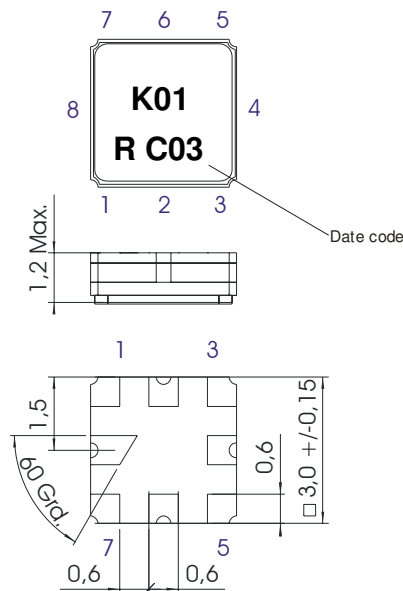 7 6 5
K01
8 4
R C03
1 2 3
Date code
1,2 Max.
1 3
1,5
60 Grd.
0,6
□ 3,0 +/-0,15
7 5
0,6 0,6